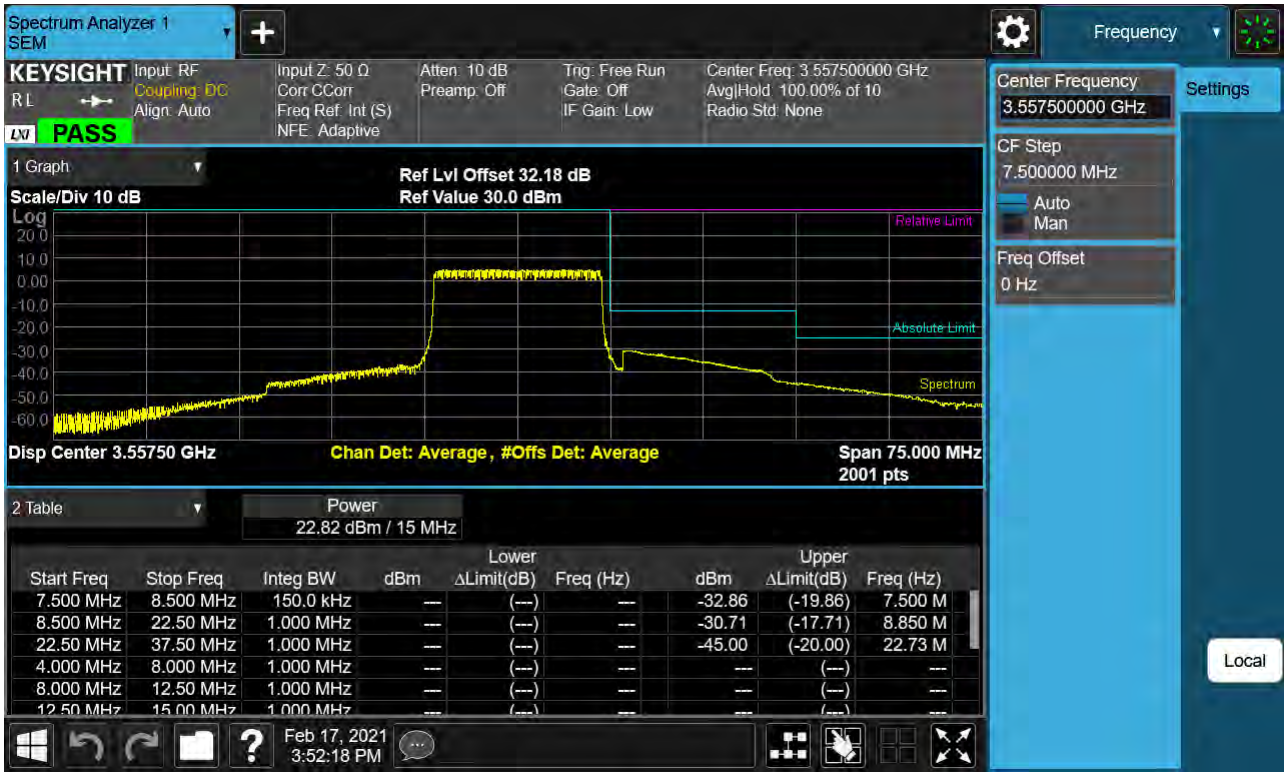 Spectrum Analyzer 1
SEM
+
Frequency
KEYSIGHT
R L
LXI
PASS
Input: RF
Coupling: DC
Align: Auto
Input Z: 50 Ω
Corr CCorr
Freq Ref: Int (S)
NFE: Adaptive
Atten: 10 dB
Preamp: Off
Trig: Free Run
Gate: Off
IF Gain: Low
Center Freq: 3.557500000 GHz
Avg|Hold: 100.00% of 10
Radio Std: None
Center Frequency
3.557500000 GHz
Settings
CF Step
7.500000 MHz
Auto
Man
Freq Offset
0 Hz
Local
1 Graph
Scale/Div 10 dB
Ref Lvl Offset 32.18 dB
Ref Value 30.0 dBm
Log
20.0
10.0
0.00
-10.0
-20.0
-30.0
-40.0
-50.0
-60.0
Relative Limit
Absolute Limit
Spectrum
Disp Center 3.55750 GHz
Chan Det: Average, #Offs Det: Average
Span 75.000 MHz
2001 pts
2 Table
Power
22.82 dBm / 15 MHz
Lower Upper
Start Freq Stop Freq Integ BW dBm ΔLimit(dB) Freq (Hz) dBm ΔLimit(dB) Freq (Hz)
7.500 MHz 8.500 MHz 150.0 kHz --- (---) --- -32.86 (-19.86) 7.500 M
8.500 MHz 22.50 MHz 1.000 MHz --- (---) --- -30.71 (-17.71) 8.850 M
22.50 MHz 37.50 MHz 1.000 MHz --- (---) --- -45.00 (-20.00) 22.73 M
4.000 MHz 8.000 MHz 1.000 MHz --- (---) --- --- (---) ---
8.000 MHz 12.50 MHz 1.000 MHz --- (---) --- --- (---) ---
12.50 MHz 15.00 MHz 1.000 MHz --- (---) --- --- (---) ---
?
Feb 17, 2021
3:52:18 PM